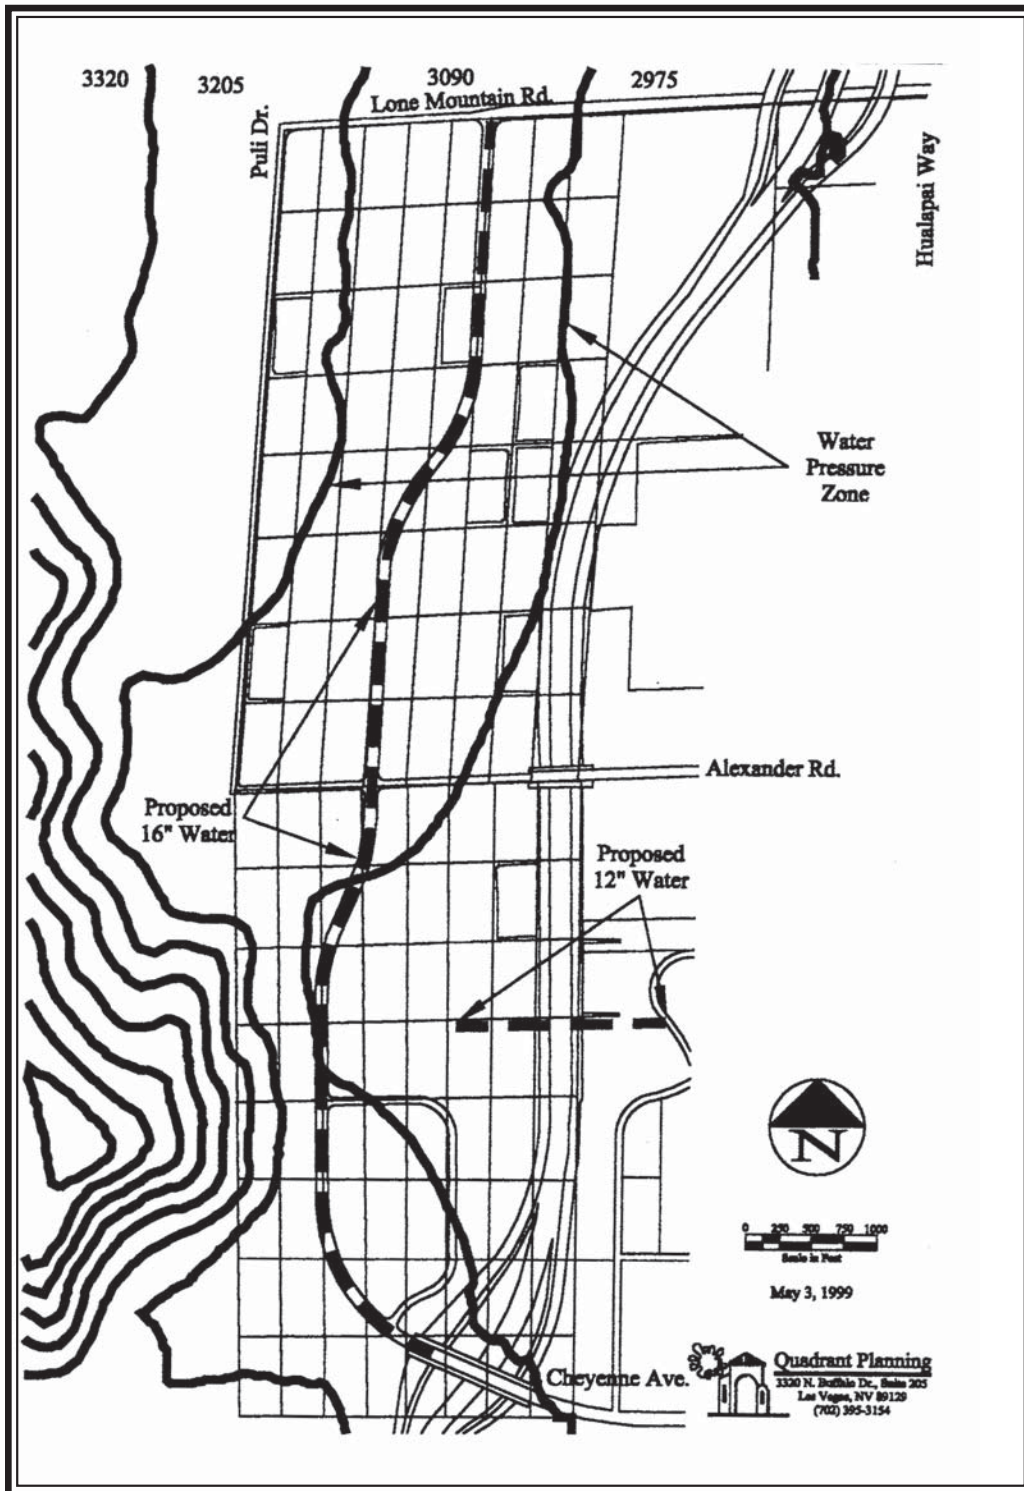 3320
3205
3090
2975
Lone Mountain Rd.
Puli Dr.
Hualapai Way
Water
Pressure
Zone
Alexander Rd.
Proposed
16" Water
Proposed
12" Water
N
0 250 500 750 1000
Scale in Feet
May 3, 1999
Cheyenne Ave.
Quadrant Planning
3320 N. Buffalo Dr., Suite 205
Las Vegas, NV 89129
(702) 395-3154